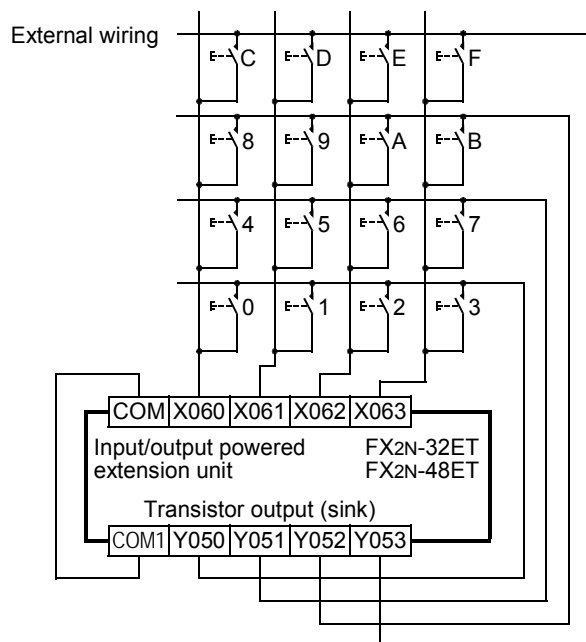 External wiring
C D E F
8 9 A B
4 5 6 7
0 1 2 3
COM X060 X061 X062 X063
Input/output powered FX2N-32ET
extension unit FX2N-48ET
Transistor output (sink)
COM1 Y050 Y051 Y052 Y053